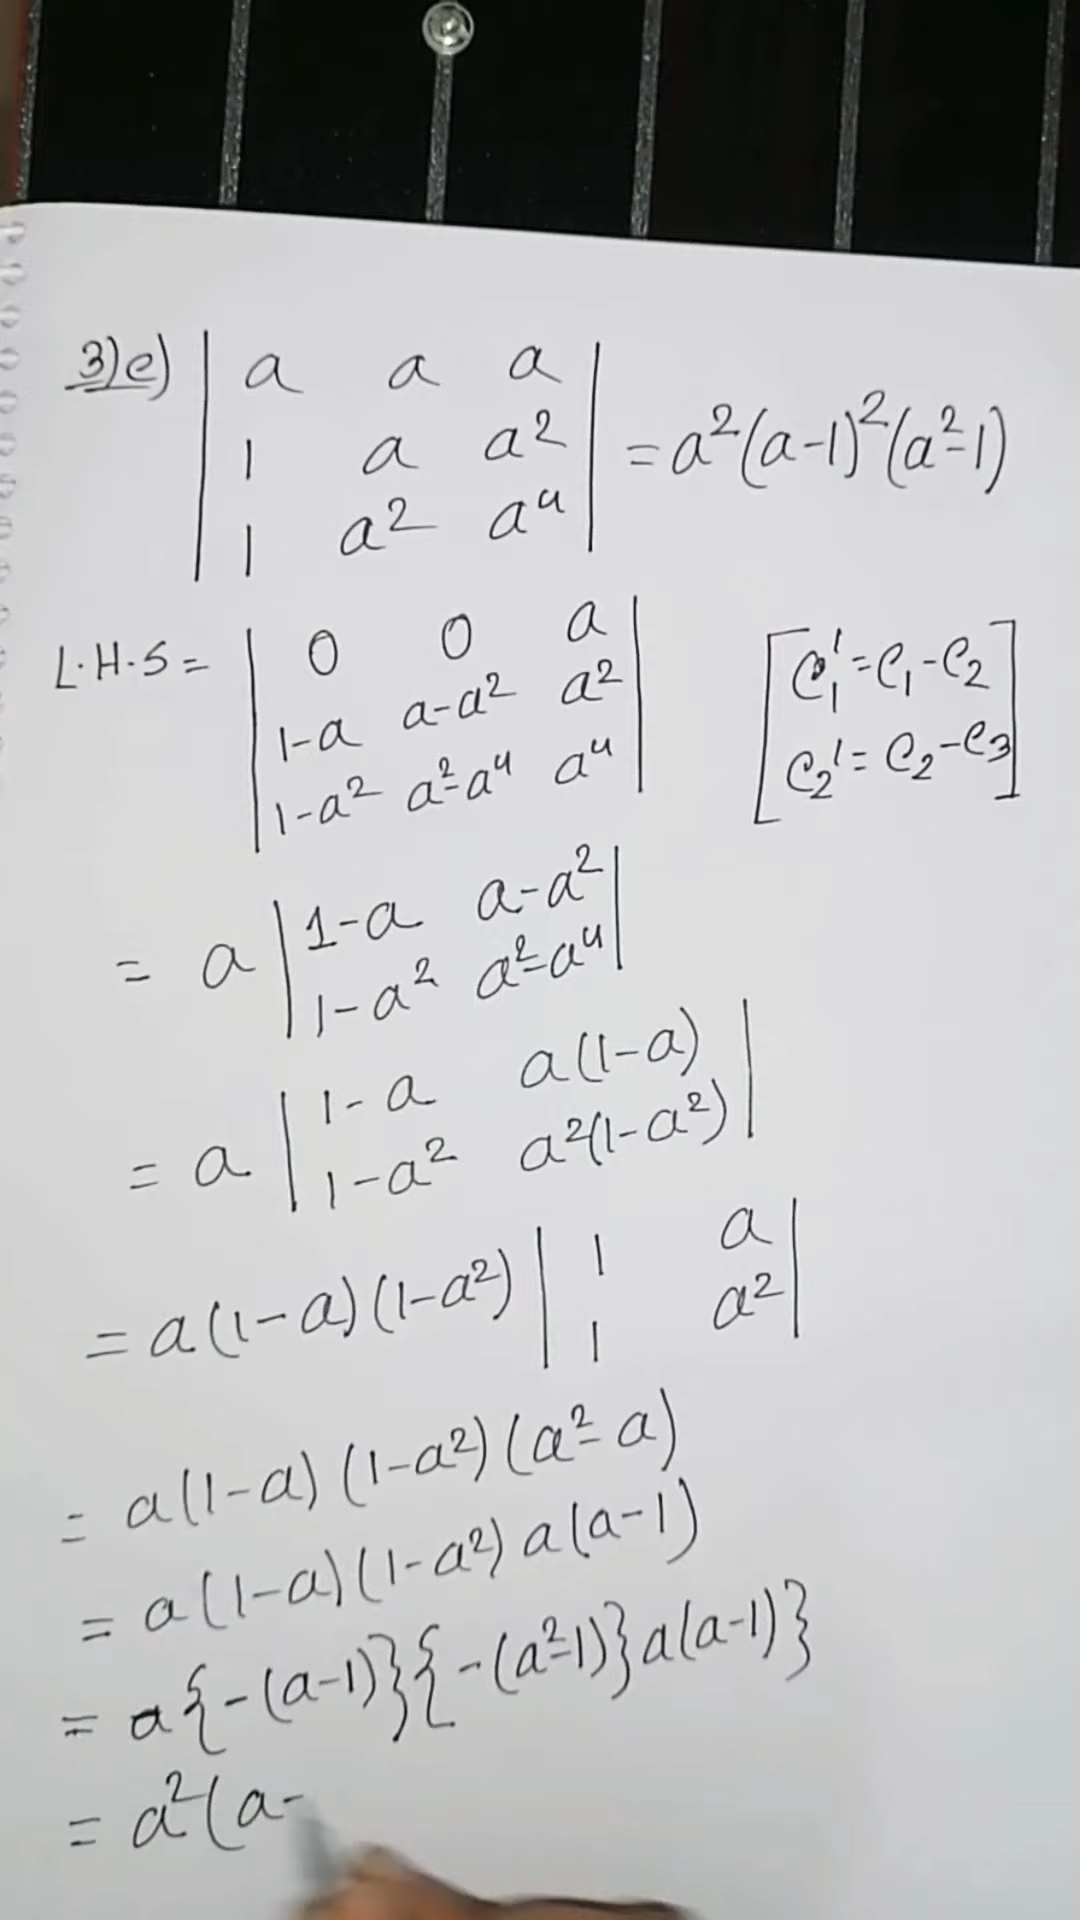 3)e) | a a a |
| 1 a a² | = a²(a-1)²(a²-1)
| 1 a² a⁴ |
L.H.S = | 0 0 a |
| 1-a a-a² a² | [C₁' = C₁-C₂
| 1-a² a²-a⁴ a⁴ | C₂' = C₂-C₃]
= a | 1-a a-a² |
| 1-a² a²-a⁴ |
= a | 1-a a(1-a) |
| 1-a² a²(1-a²) |
= a(1-a)(1-a²) | 1 a |
| 1 a² |
= a(1-a)(1-a²)(a²-a)
= a(1-a)(1-a²)a(a-1)
= a{-(a-1)}{-(a²-1)}a(a-1)}
= a²(a-